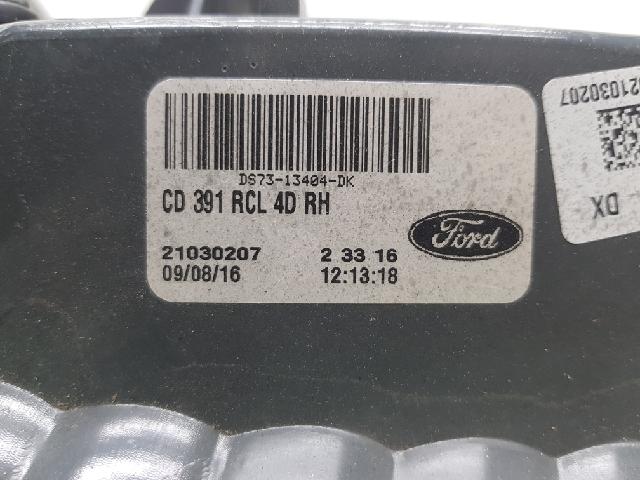 DS73-13404-DK
CD 391 RCL 4D RH
Ford
21030207 2 33 16
09/08/16 12:13:18
21030207
DX